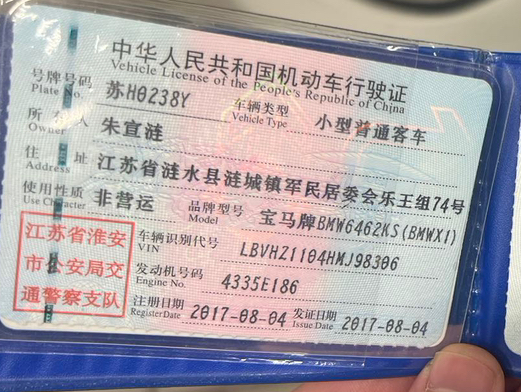 中华人民共和国机动车行驶证
Vehicle License of the People's Republic of China
号牌号码 苏H0238Y 车辆类型 小型普通客车
Plate No. Vehicle Type
所有人 朱宣涟
Owner
住址 江苏省涟水县涟城镇军民居委会乐王组74号
Address
使用性质 非营运 品牌型号 宝马牌BMW6462KS(BMWX1)
Use Character Model
江苏省淮安
市公安局交
通警察支队
车辆识别代号 LBVHZ1104HMJ98306
VIN
发动机号码 4335E186
Engine No.
注册日期 2017-08-04 发证日期 2017-08-04
Register Date Issue Date